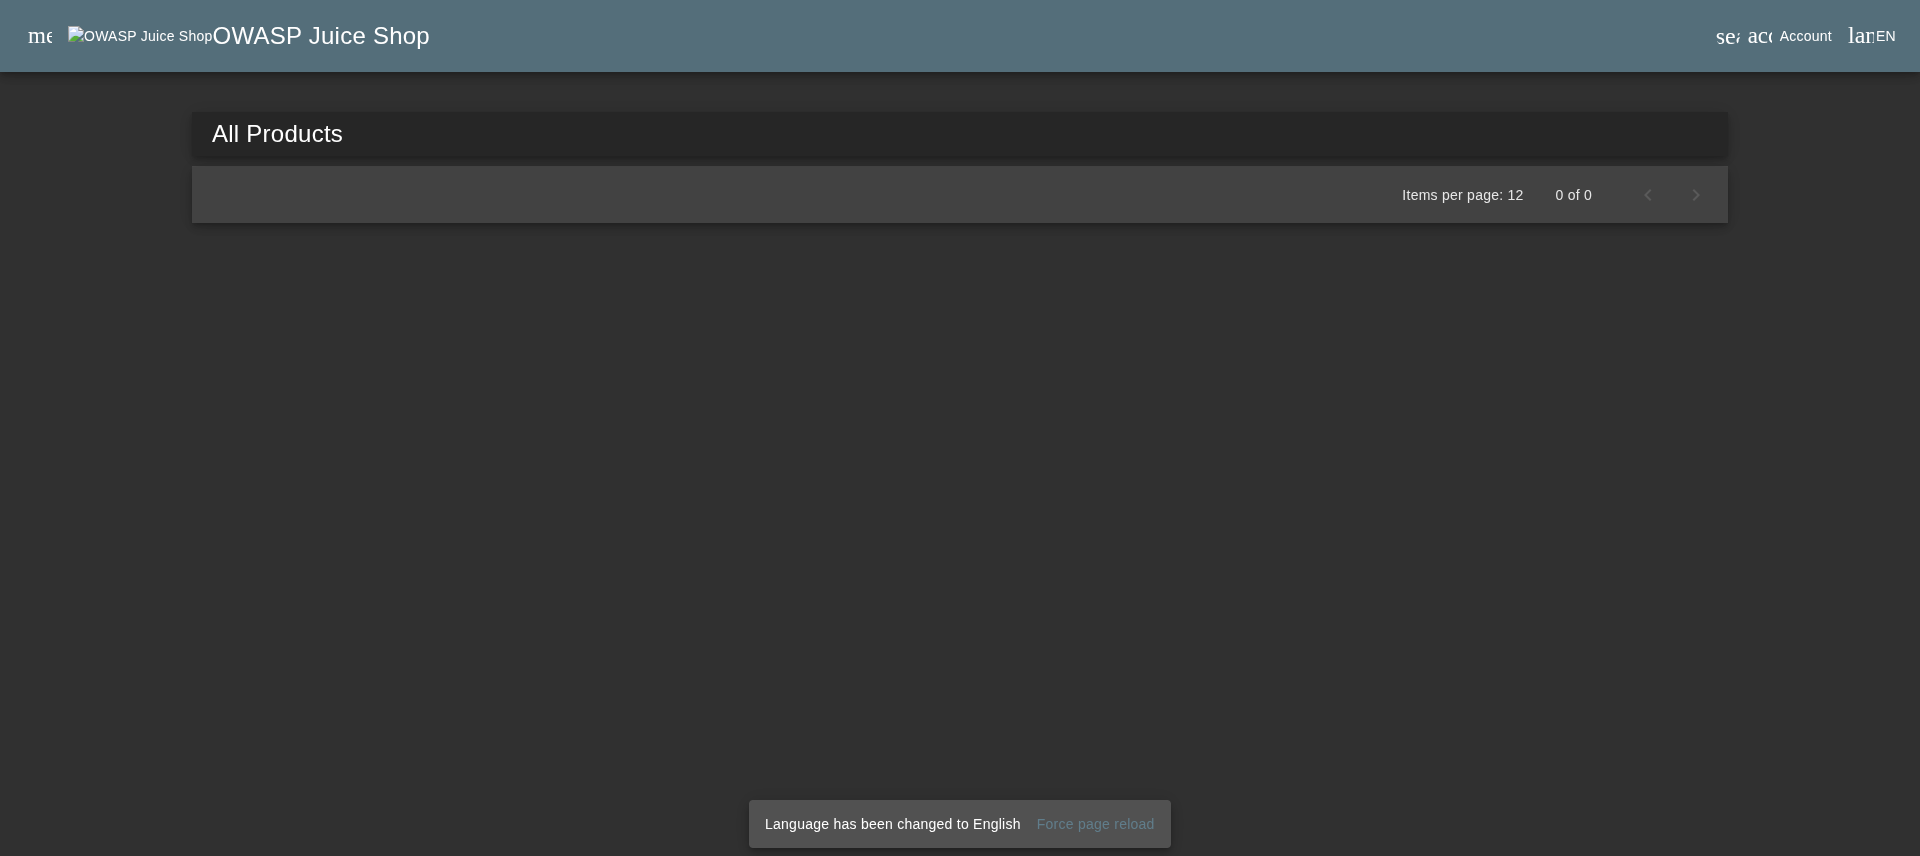 me OWASP Juice Shop OWASP Juice Shop sea acc Account lan EN
All Products
Items per page: 12 0 of 0
Language has been changed to English Force page reload